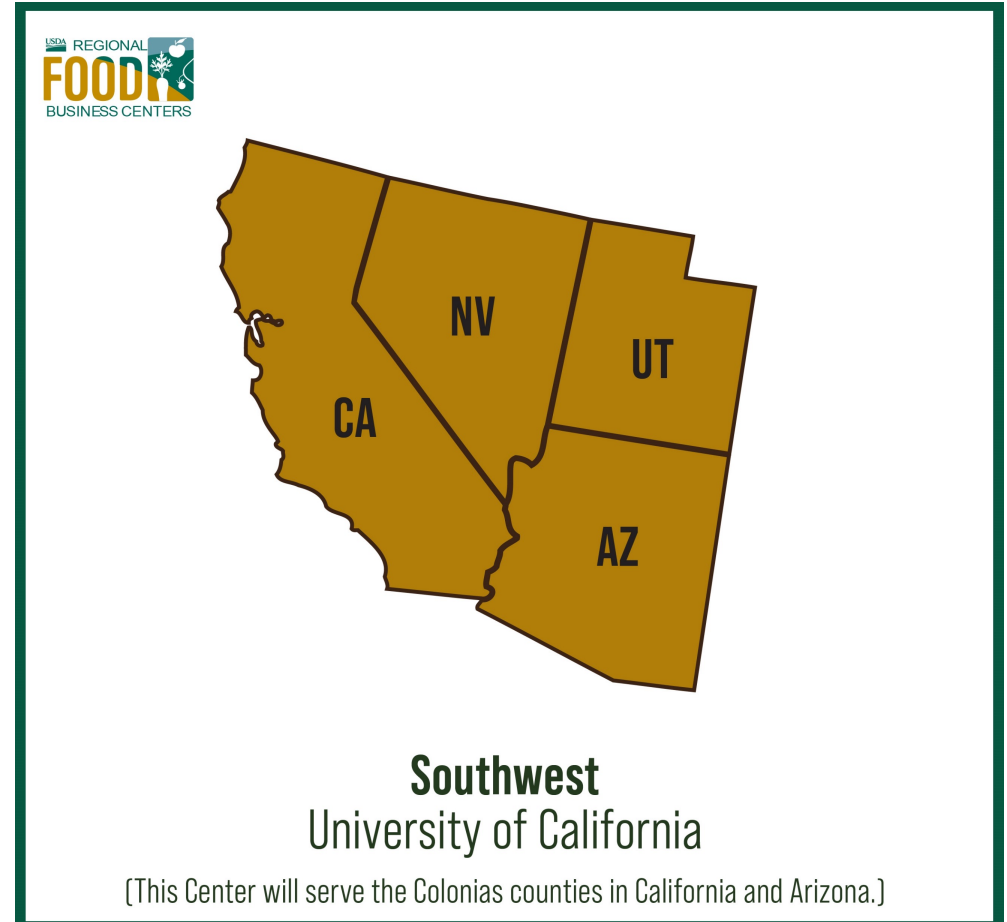 USDA REGIONAL
FOOD
BUSINESS CENTERS
NV
UT
CA
AZ
Southwest
University of California
(This Center will serve the Colonias counties in California and Arizona.)